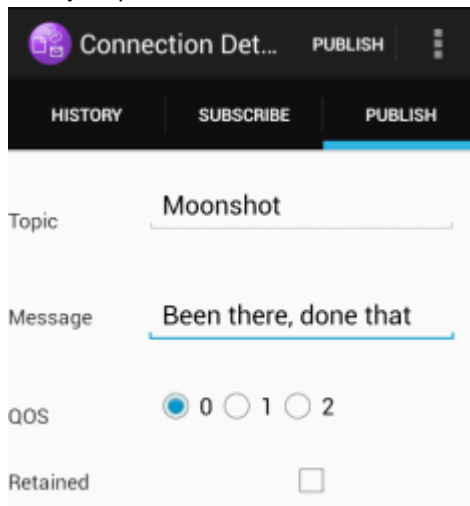 Connection Det... PUBLISH
HISTORY SUBSCRIBE PUBLISH
Topic Moonshot
Message Been there, done that
QOS 0 1 2
Retained